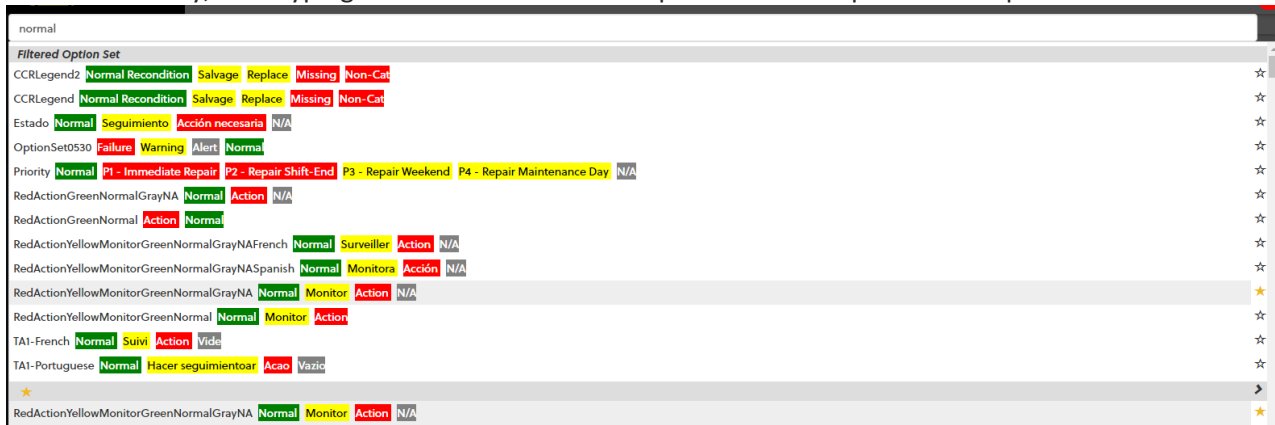 normal
Filtered Option Set
CCRLegend2 Normal Recondition Salvage Replace Missing Non-Cat
CCRLegend Normal Recondition Salvage Replace Missing Non-Cat
Estado Normal Seguimiento Acción necesaria N/A
OptionSet0530 Failure Warning Alert Normal
Priority Normal P1 - Immediate Repair P2 - Repair Shift-End P3 - Repair Weekend P4 - Repair Maintenance Day N/A
RedActionGreenNormalGrayNA Normal Action N/A
RedActionGreenNormal Action Normal
RedActionYellowMonitorGreenNormalGrayNAFrench Normal Surveiller Action N/A
RedActionYellowMonitorGreenNormalGrayNASpanish Normal Monitora Acción N/A
RedActionYellowMonitorGreenNormalGrayNA Normal Monitor Action N/A
RedActionYellowMonitorGreenNormal Normal Monitor Action
TA1-French Normal Suivi Action Vide
TA1-Portuguese Normal Hacer seguimientoar Acao Vazio
RedActionYellowMonitorGreenNormalGrayNA Normal Monitor Action N/A